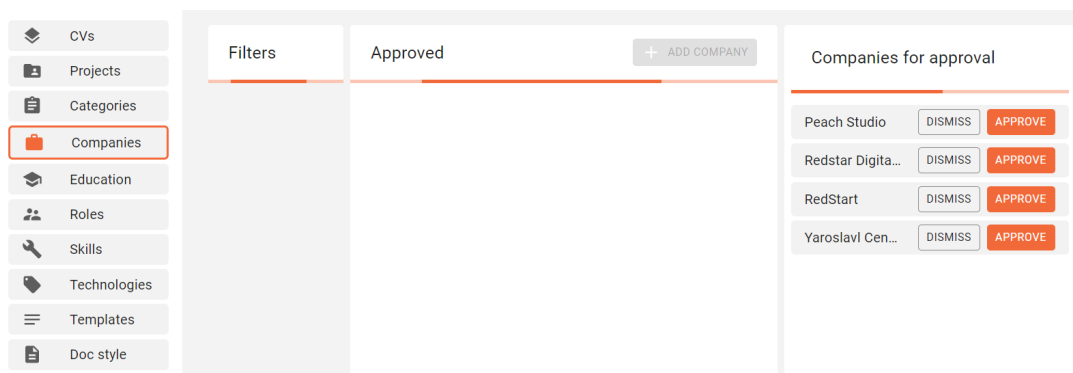 CVs
Projects
Categories
Companies
Education
Roles
Skills
Technologies
Templates
Doc style
Filters
Approved
ADD COMPANY
Companies for approval
Peach Studio DISMISS APPROVE
Redstar Digita... DISMISS APPROVE
RedStart DISMISS APPROVE
Yaroslavl Cen... DISMISS APPROVE